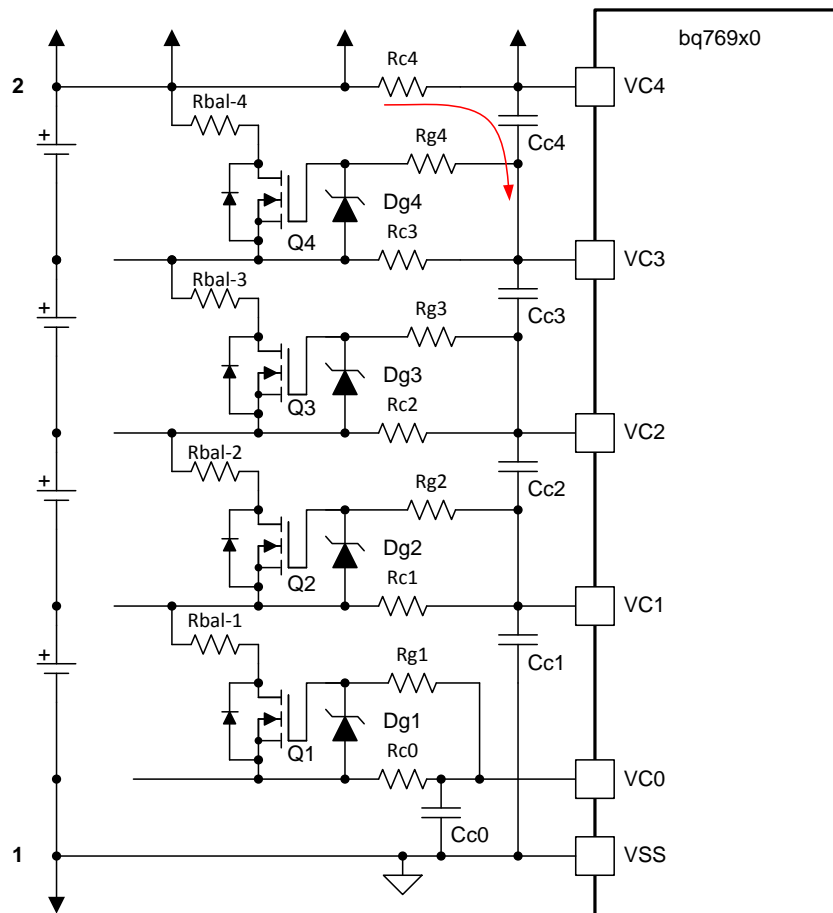 bq769x0
Rc4
2
VC4
Rbal-4
Cc4
+
Rg4
Dg4
Q4
Rc3
VC3
Rbal-3
Cc3
+
Rg3
Dg3
Q3
Rc2
VC2
Rbal-2
Cc2
+
Rg2
Dg2
Q2
Rc1
VC1
Rbal-1
Cc1
+
Rg1
Dg1
Q1
Rc0
VC0
Cc0
1
VSS